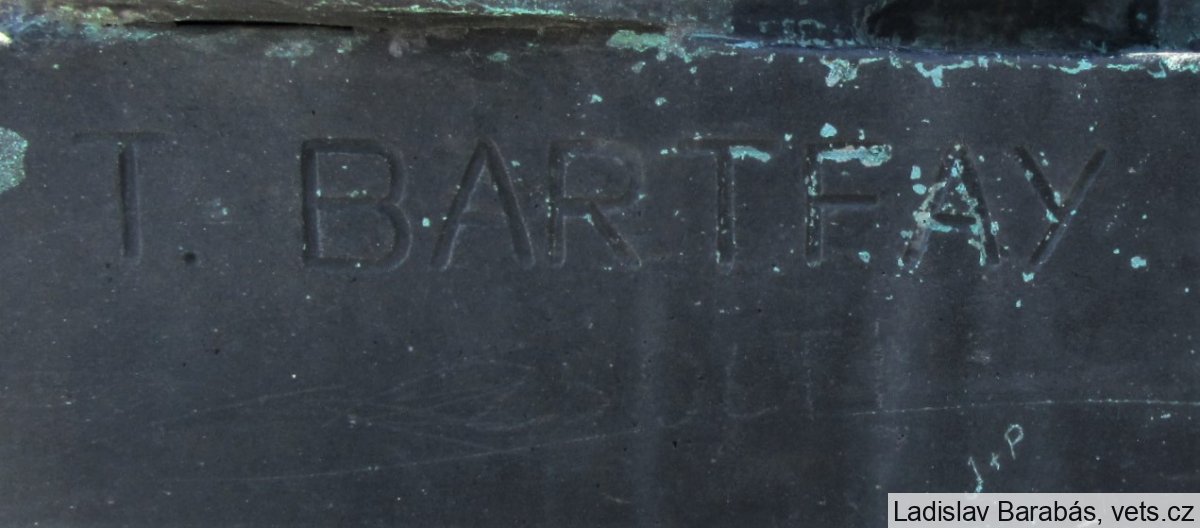 T. BARTFAY
J + P
Ladislav Barabás, vets.cz